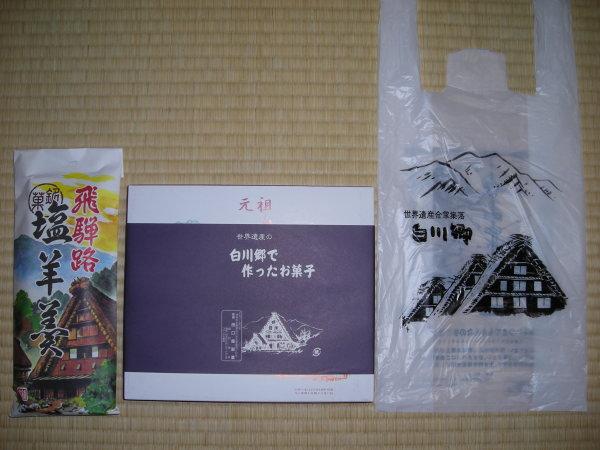 飛騨路
銘菓
塩羊羹
元祖
世界遺産の
白川郷で
作ったお菓子
世界遺産合掌集落
白川郷